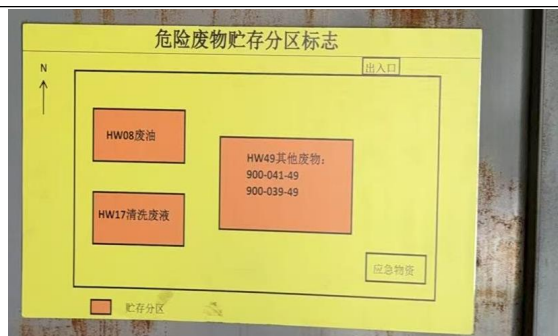 危险废物贮存分区标志
出入口
N
HW08废油
HW49其他废物：
900-041-49
900-039-49
HW17清洗废液
应急物资
贮存分区